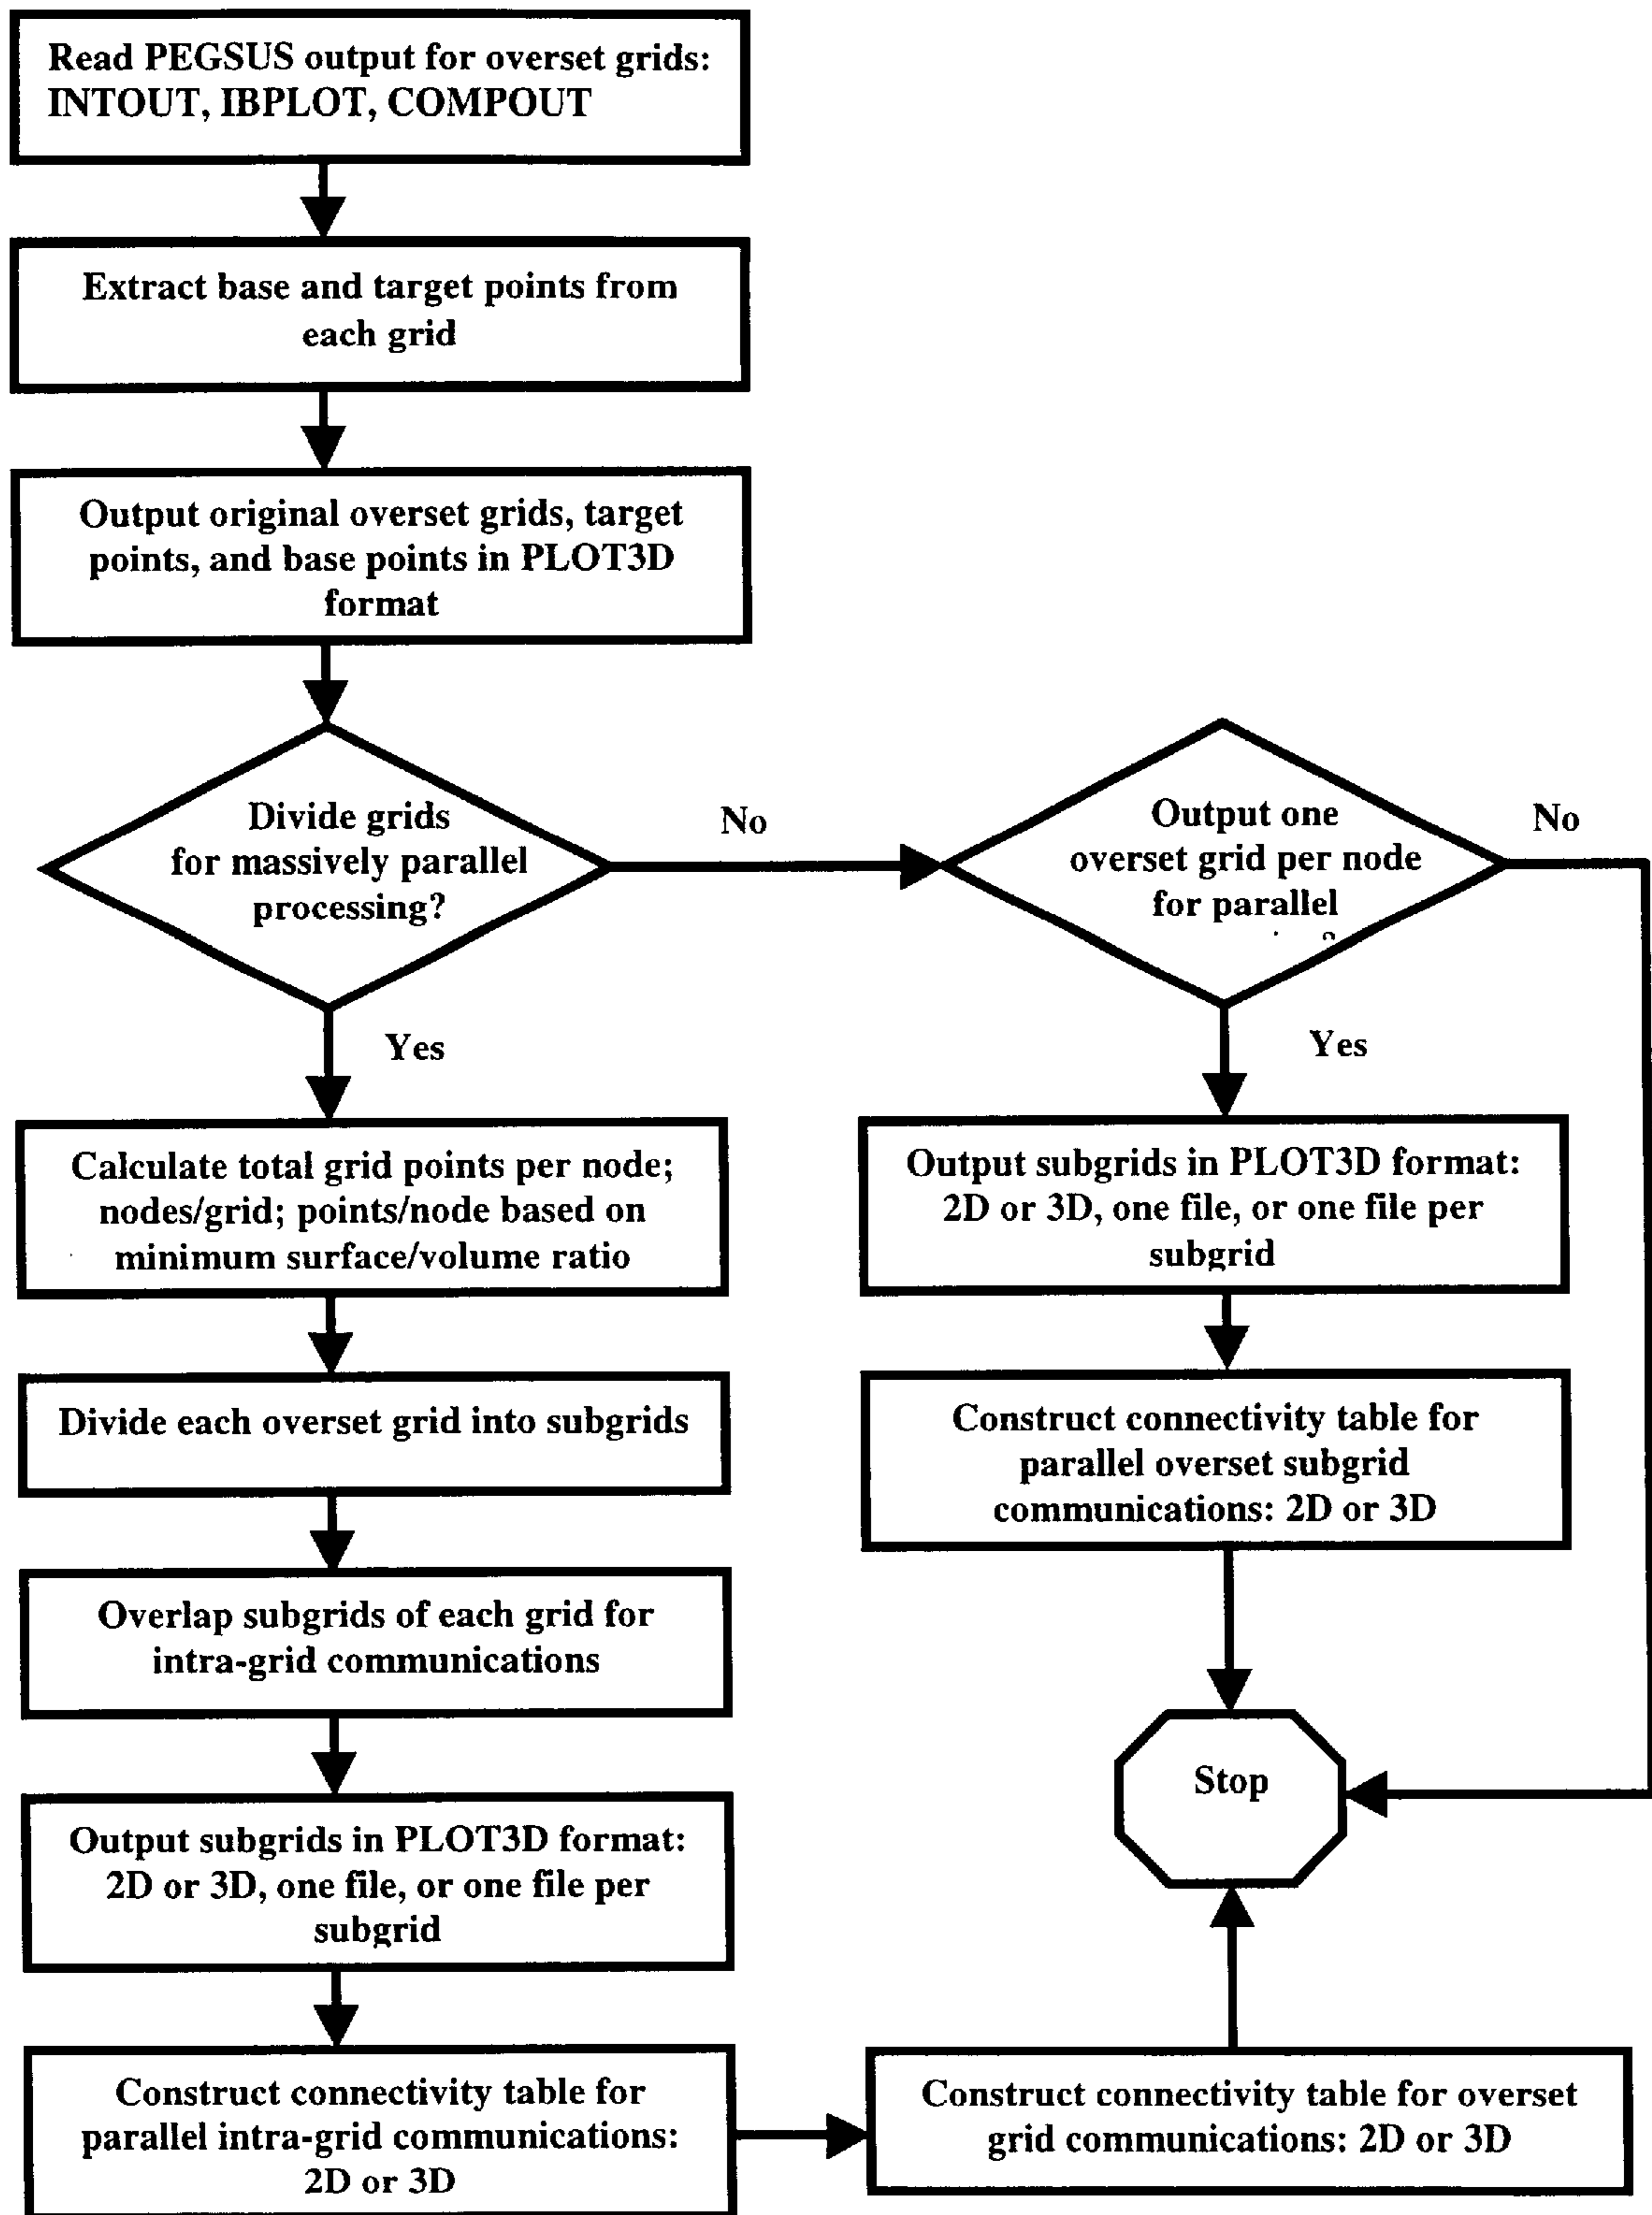 Read PEGSUS output for overset grids:
INTOUT, IBPLOT, COMPOUT
Extract base and target points from
each grid
Output original overset grids, target
points, and base points in PLOT3D
format
Divide grids
for massively parallel
processing?
No
Output one
overset grid per node
for parallel
No
Yes
Yes
Calculate total grid points per node;
nodes/grid; points/node based on
minimum surface/volume ratio
Output subgrids in PLOT3D format:
2D or 3D, one file, or one file per
subgrid
Divide each overset grid into subgrids
Construct connectivity table for
parallel overset subgrid
communications: 2D or 3D
Overlap subgrids of each grid for
intra-grid communications
Stop
Output subgrids in PLOT3D format:
2D or 3D, one file, or one file per
subgrid
Construct connectivity table for
parallel intra-grid communications:
2D or 3D
Construct connectivity table for overset
grid communications: 2D or 3D